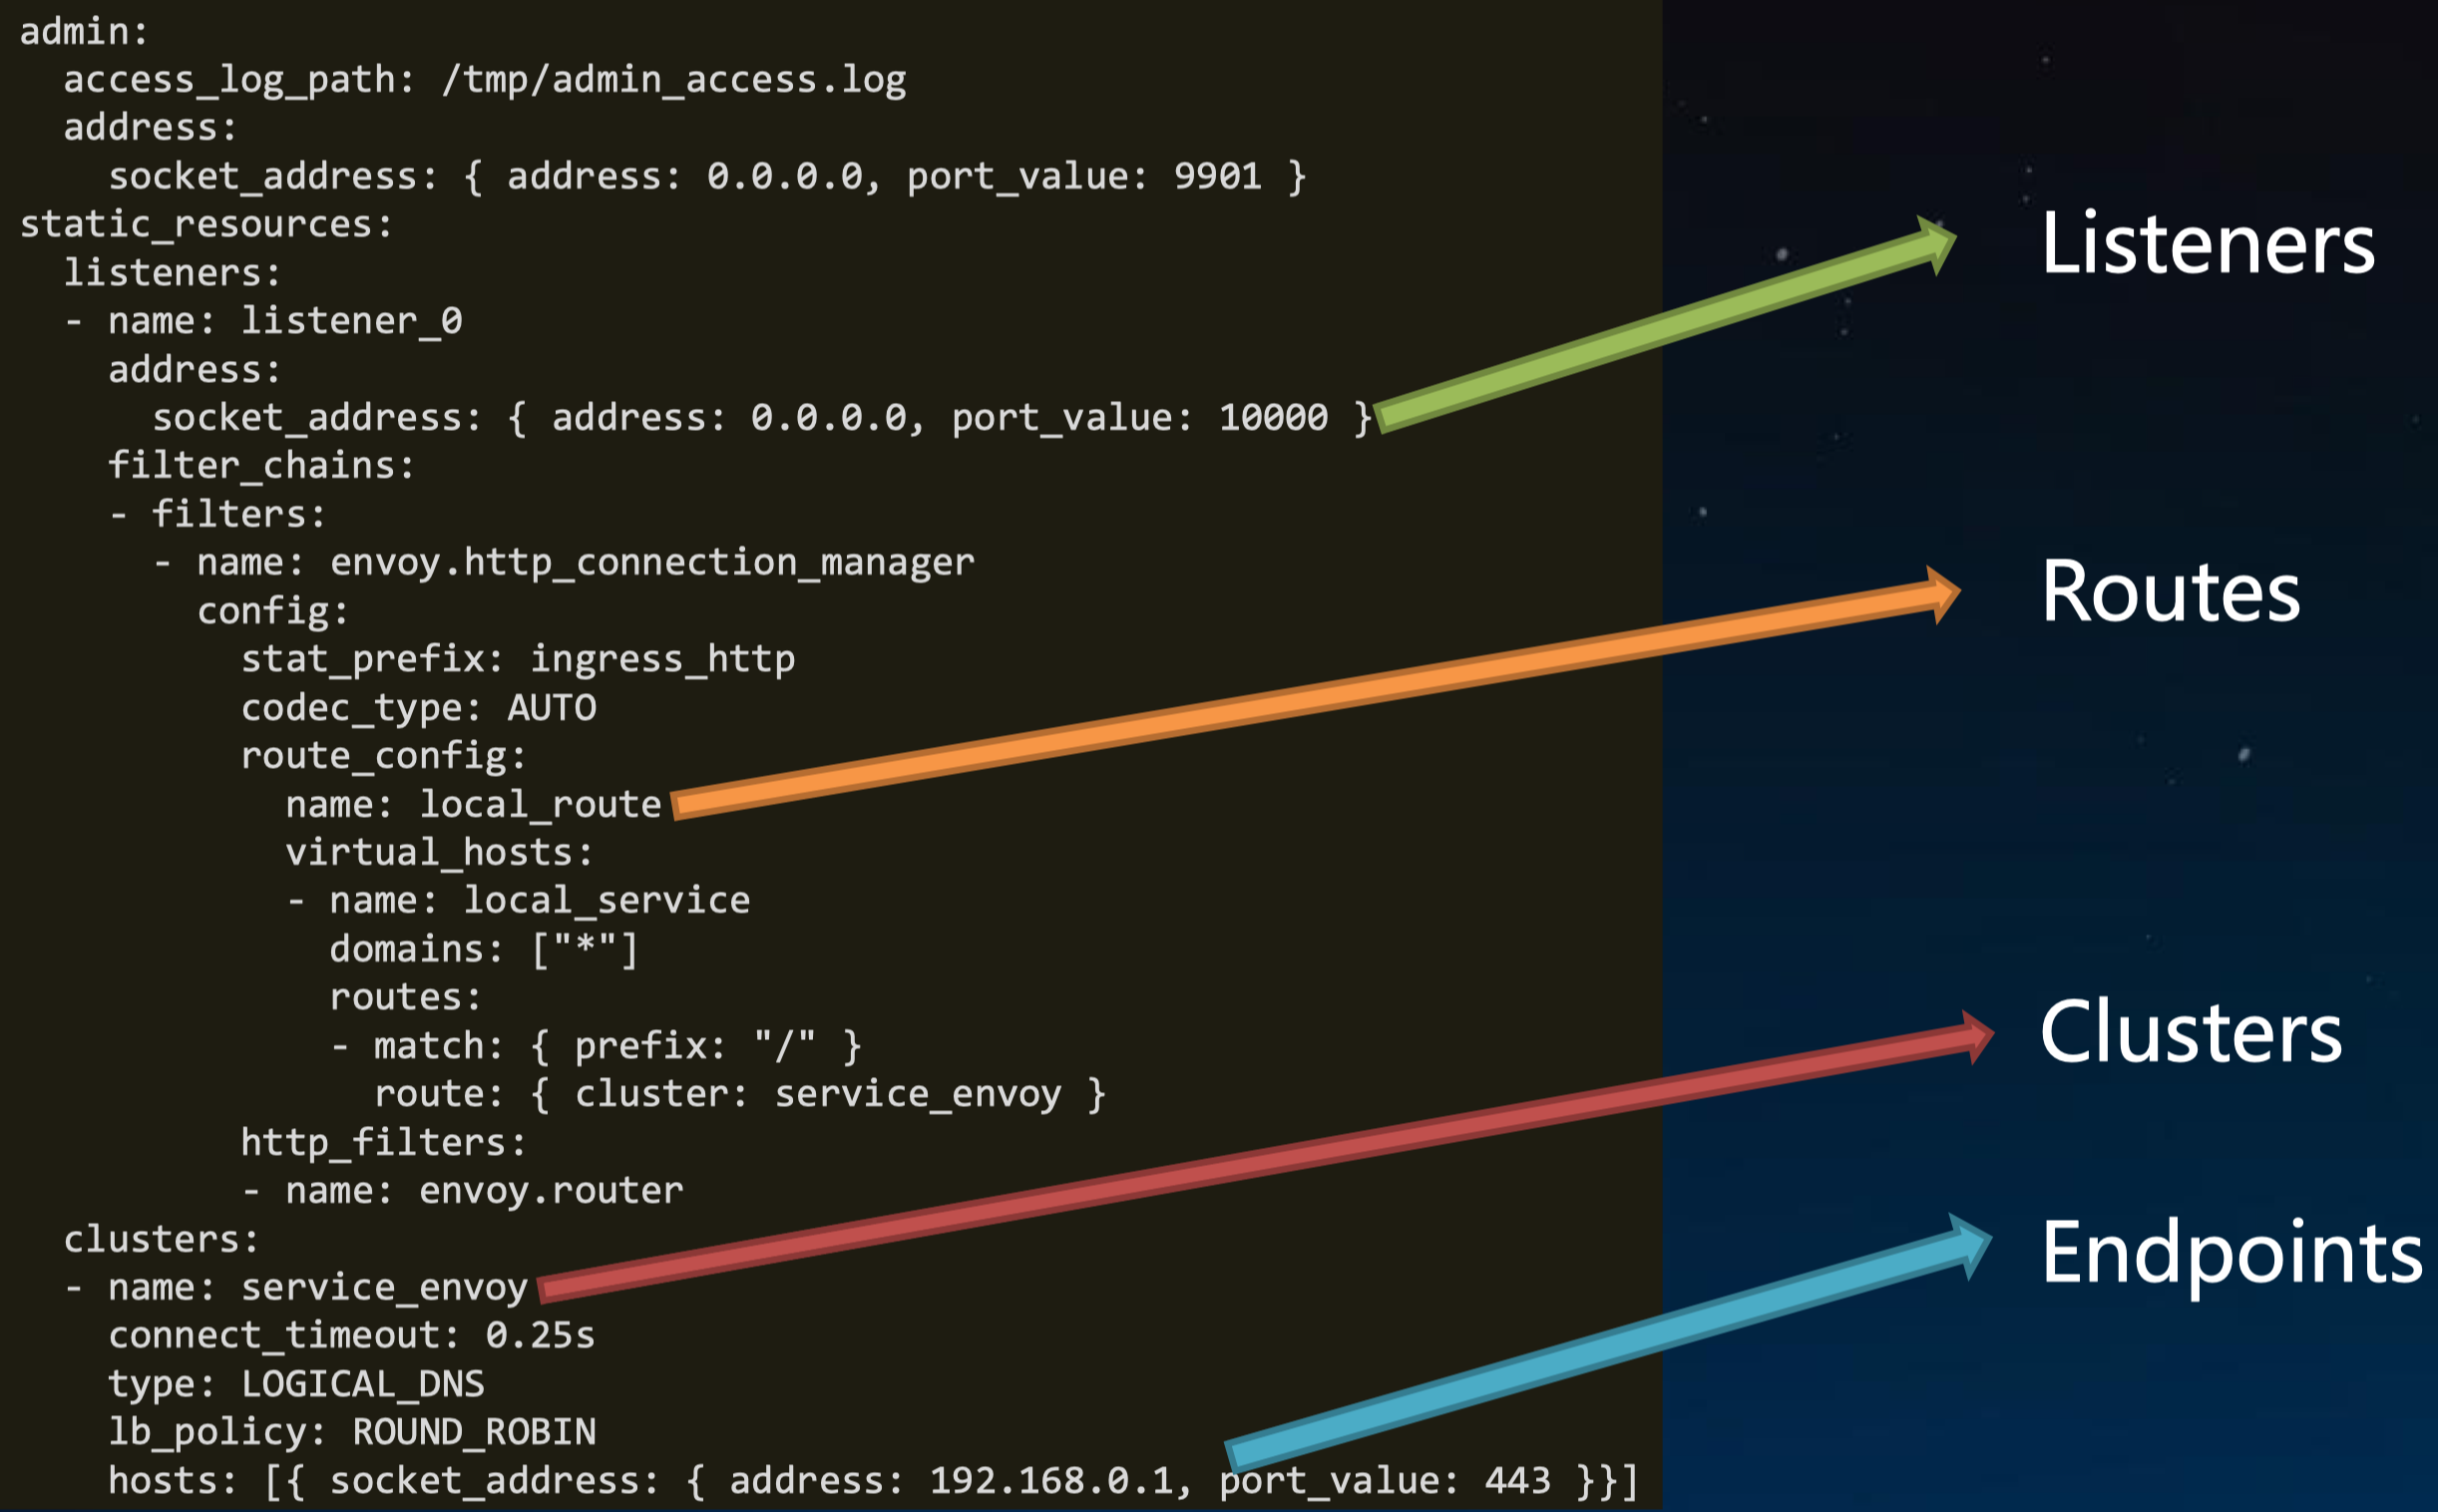 admin:
  access_log_path: /tmp/admin_access.log
  address:
    socket_address: { address: 0.0.0.0, port_value: 9901 }
static_resources:
  listeners:
  - name: listener_0
    address:
      socket_address: { address: 0.0.0.0, port_value: 10000 }
    filter_chains:
    - filters:
      - name: envoy.http_connection_manager
        config:
          stat_prefix: ingress_http
          codec_type: AUTO
          route_config:
            name: local_route
            virtual_hosts:
            - name: local_service
              domains: ["*"]
              routes:
              - match: { prefix: "/" }
                route: { cluster: service_envoy }
          http_filters:
          - name: envoy.router
  clusters:
  - name: service_envoy
    connect_timeout: 0.25s
    type: LOGICAL_DNS
    lb_policy: ROUND_ROBIN
    hosts: [{ socket_address: { address: 192.168.0.1, port_value: 443 }}]
Listeners
Routes
Clusters
Endpoints